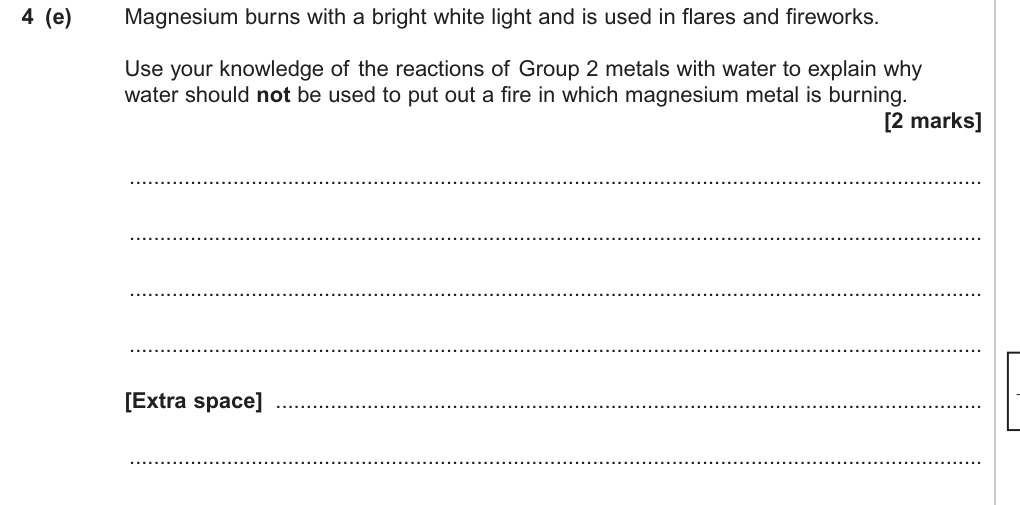 4 (e) Magnesium burns with a bright white light and is used in flares and fireworks.
Use your knowledge of the reactions of Group 2 metals with water to explain why
water should not be used to put out a fire in which magnesium metal is burning.
[2 marks]
[Extra space]